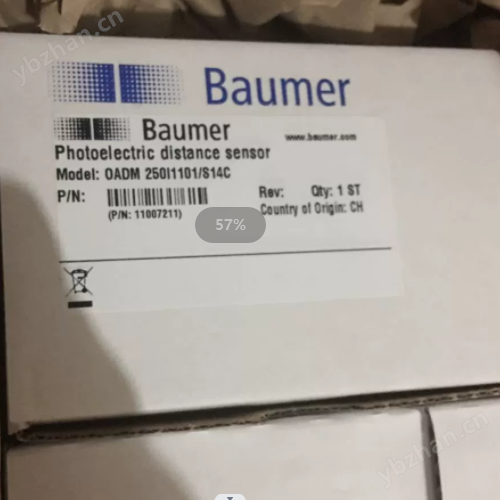 ybzhan.cn
Baumer
Baumer
www.baumer.com
Photoelectric distance sensor
Model: OADM 250I1101/S14C
P/N:
Rev: Qty: 1 ST
(P/N: 11007211)
Country of Origin: CH
57%
ybzhan.cn